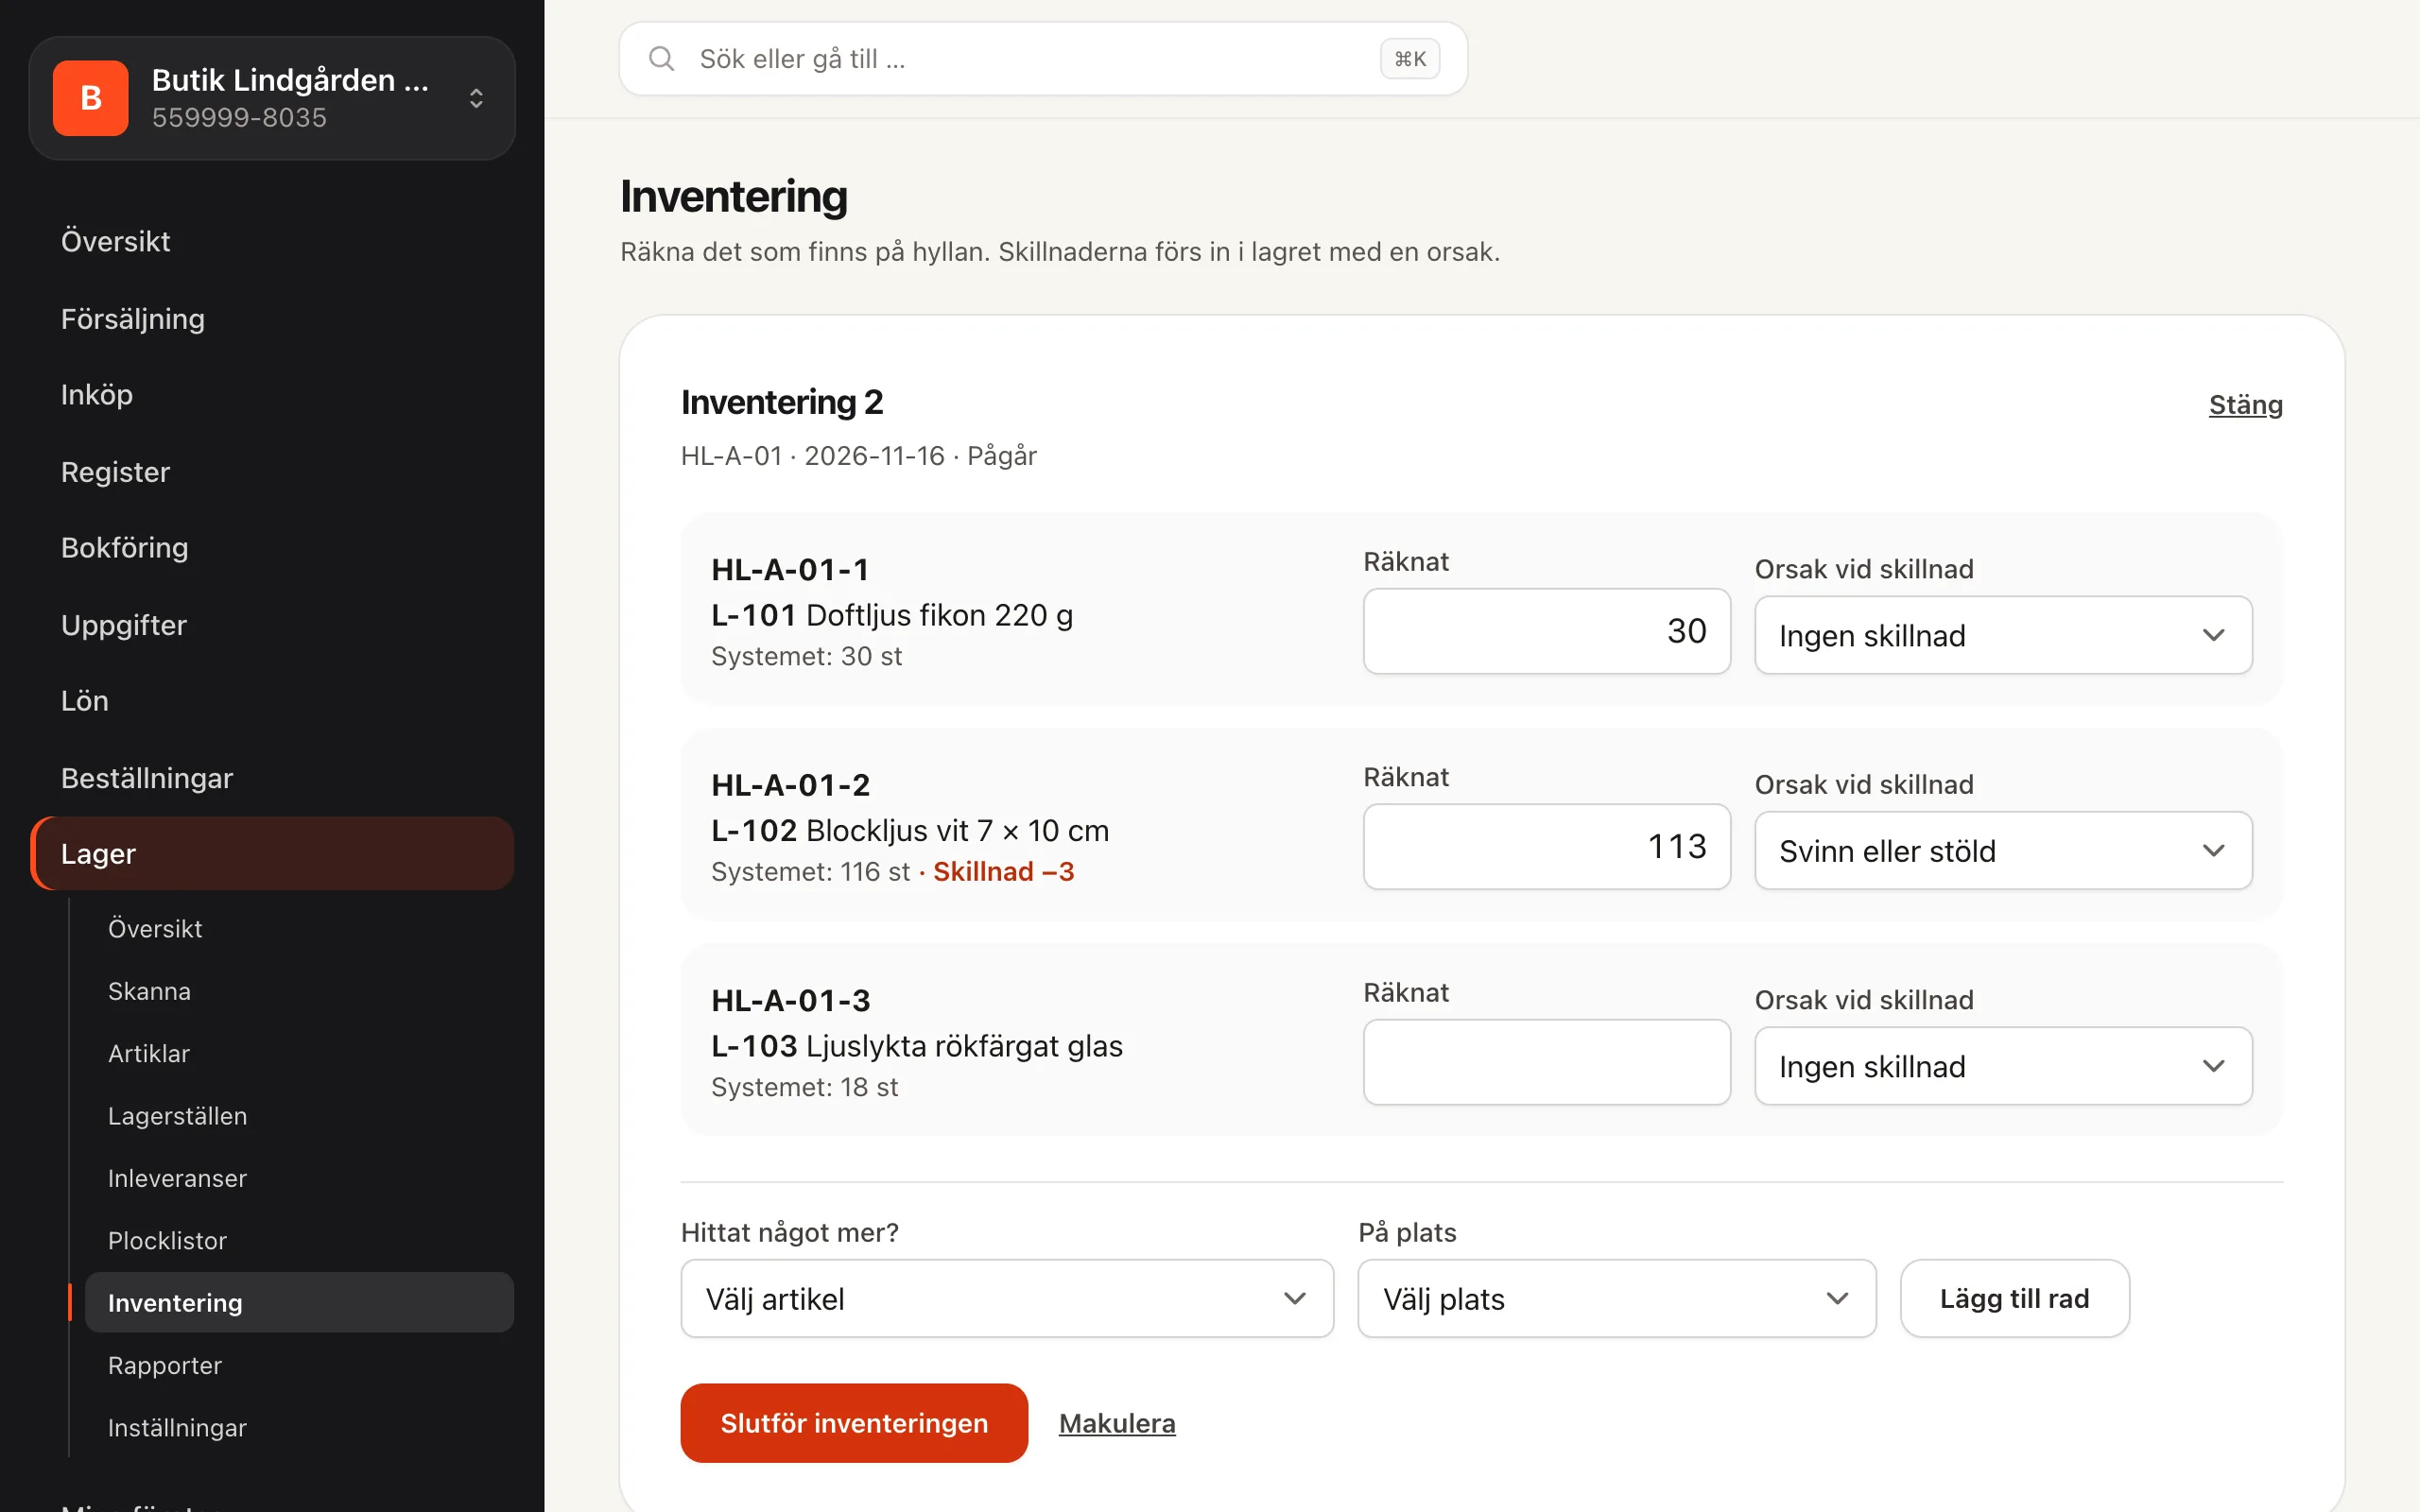 B
Butik Lindgården ...
559999-8035
Översikt
Försäljning
Inköp
Register
Bokföring
Uppgifter
Lön
Beställningar
Lager
Översikt
Skanna
Artiklar
Lagerställen
Inleveranser
Plocklistor
Inventering
Rapporter
Inställningar
Sök eller gå till ...
⌘K
Inventering
Räkna det som finns på hyllan. Skillnaderna förs in i lagret med en orsak.
Inventering 2
Stäng
HL-A-01 · 2026-11-16 · Pågår
HL-A-01-1
L-101 Doftljus fikon 220 g
Systemet: 30 st
Räknat
30
Orsak vid skillnad
Ingen skillnad
HL-A-01-2
L-102 Blockljus vit 7 × 10 cm
Systemet: 116 st · Skillnad −3
Räknat
113
Orsak vid skillnad
Svinn eller stöld
HL-A-01-3
L-103 Ljuslykta rökfärgat glas
Systemet: 18 st
Räknat
Orsak vid skillnad
Ingen skillnad
Hittat något mer?
Välj artikel
På plats
Välj plats
Lägg till rad
Slutför inventeringen
Makulera